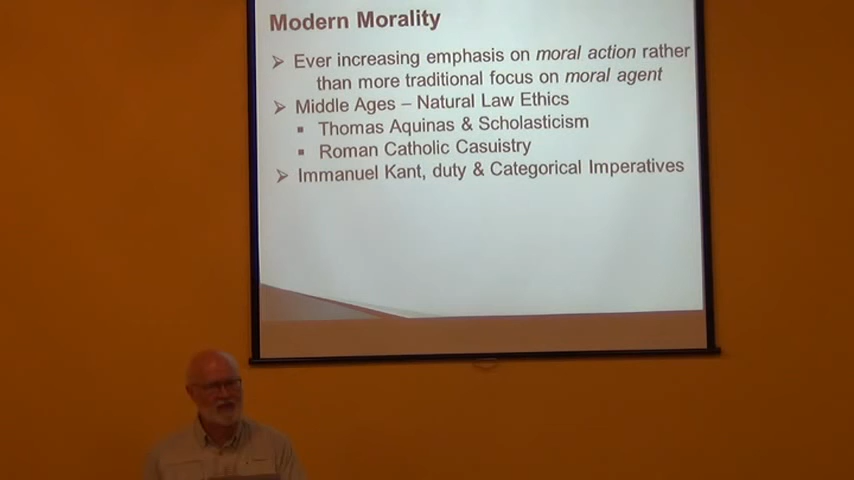 Modern Morality
➢ Ever increasing emphasis on moral action rather
than more traditional focus on moral agent
➢ Middle Ages – Natural Law Ethics
▪ Thomas Aquinas & Scholasticism
▪ Roman Catholic Casuistry
➢ Immanuel Kant, duty & Categorical Imperatives